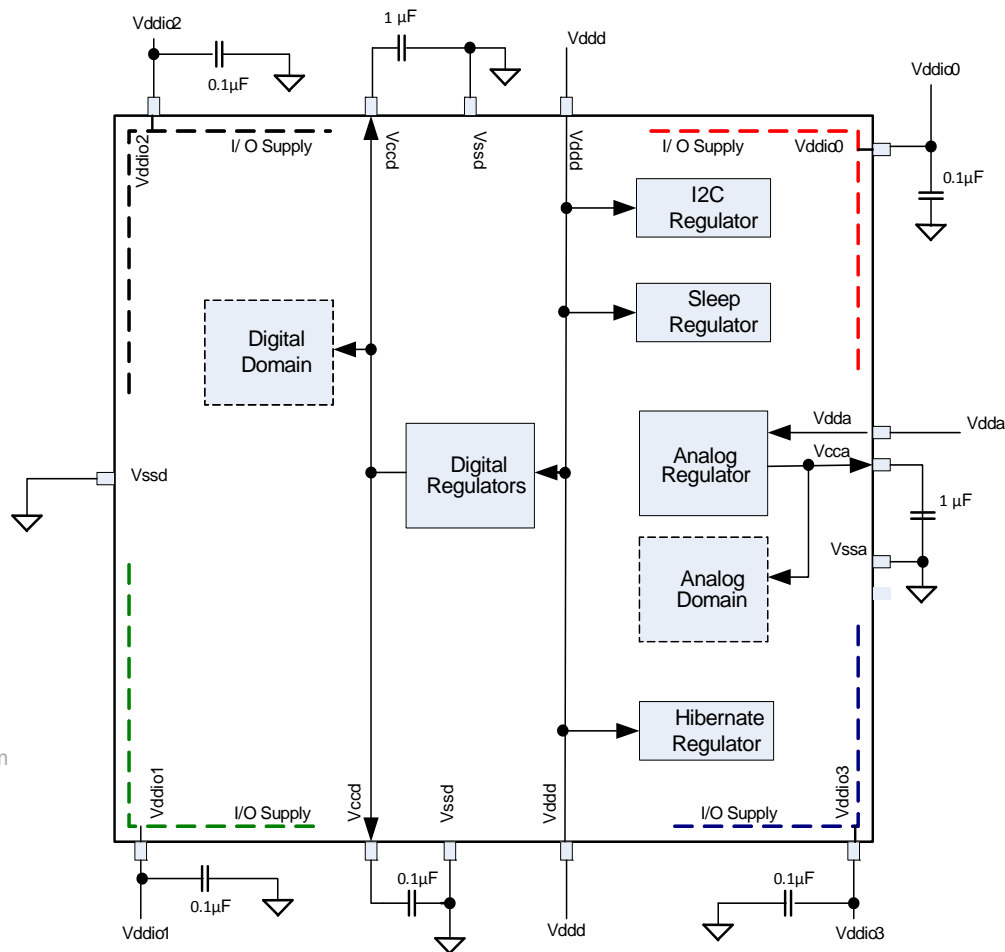 Vddio2
1 µF
Vddd
0.1µF
Vddio0
I/ O Supply
Vddio2
Vccd
Vssd
Vddd
I/ O Supply
Vddio0
0.1µF
I2C
Regulator
Sleep
Regulator
Digital
Domain
Vdda
Vdda
Vcca
Analog
Regulator
Digital
Regulators
Vssd
1 µF
Vssa
Analog
Domain
Hibernate
Regulator
m
Vddio1
I/O Supply
Vccd
Vssd
Vddd
I/O Supply
Vddio3
0.1µF
0.1µF
0.1µF
Vddio1
Vddd
Vddio3